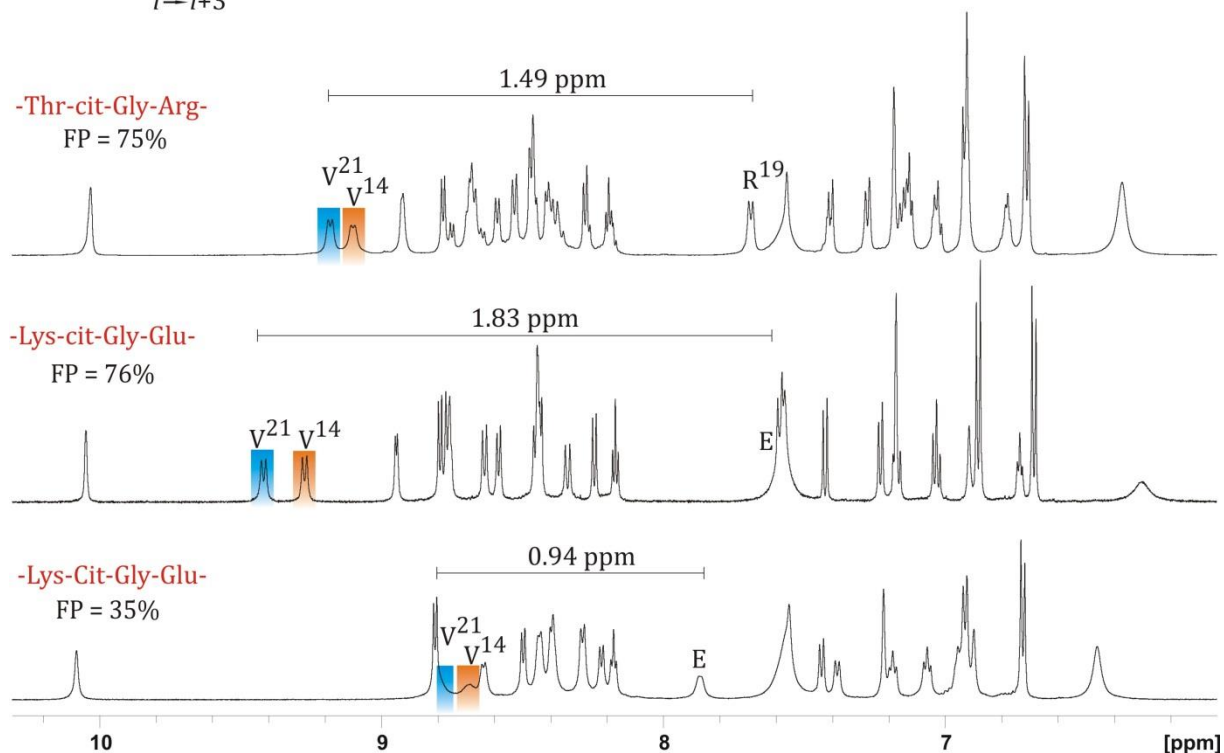 i→i+3
1.49 ppm
-Thr-cit-Gly-Arg-
FP = 75%
V21
V14
R19
1.83 ppm
-Lys-cit-Gly-Glu-
FP = 76%
V21
V14
E
0.94 ppm
-Lys-Cit-Gly-Glu-
FP = 35%
V21
V14
E
10 9 8 7 [ppm]